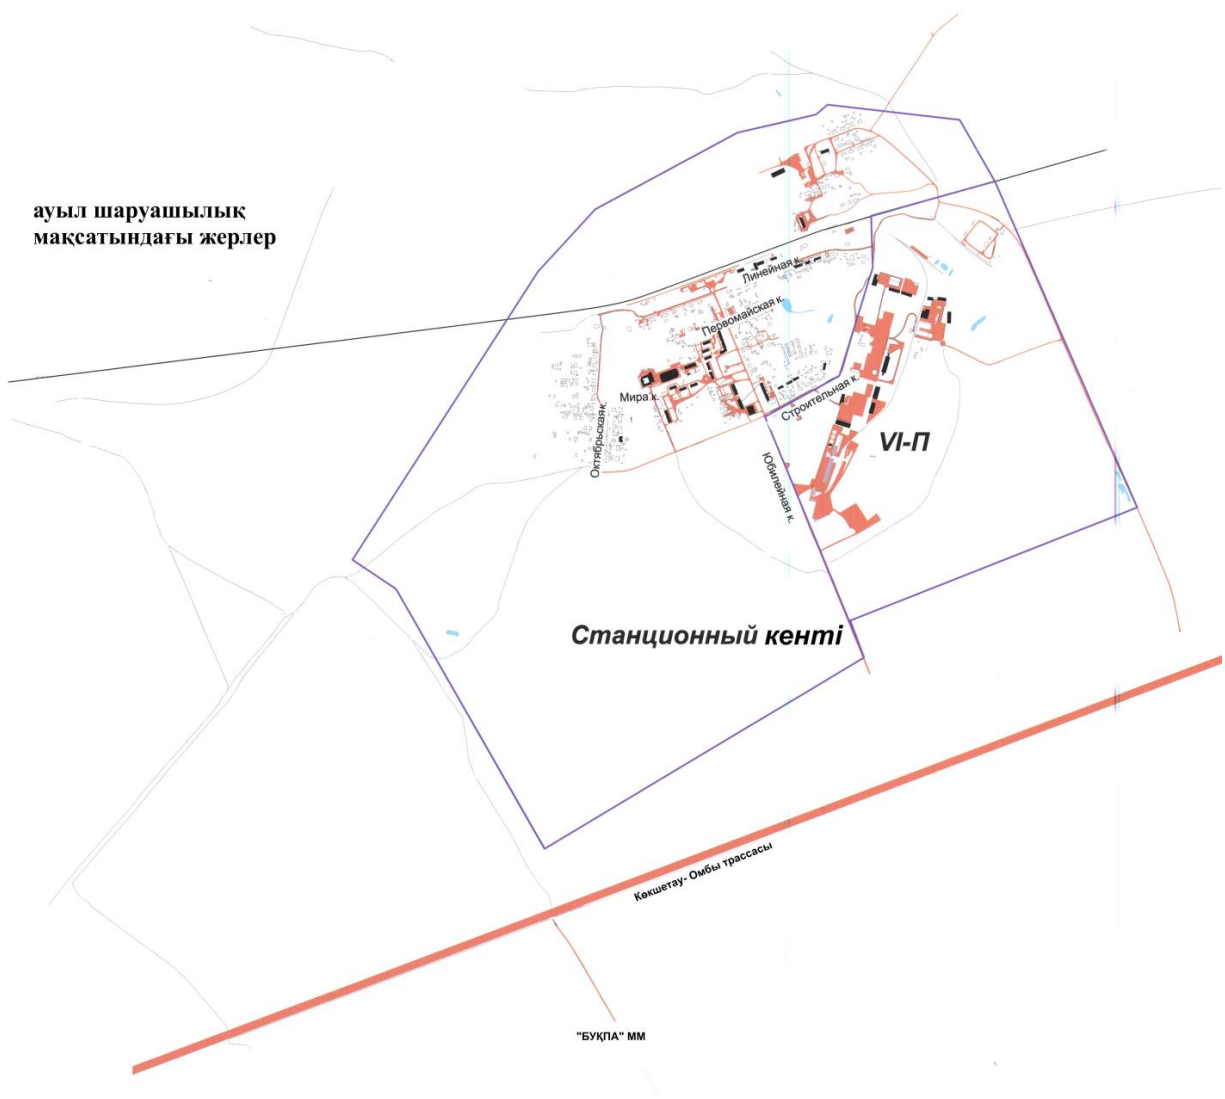 ауыл шаруашылық
мақсатындағы жерлер
Линейная к.
Первомайская к.
Мира к.
Октябрьская к.
Строительная к.
VI-П
Юбилейная к.
Станционный кенті
Көкшетау- Омбы трассасы
"БУҚПА" ММ